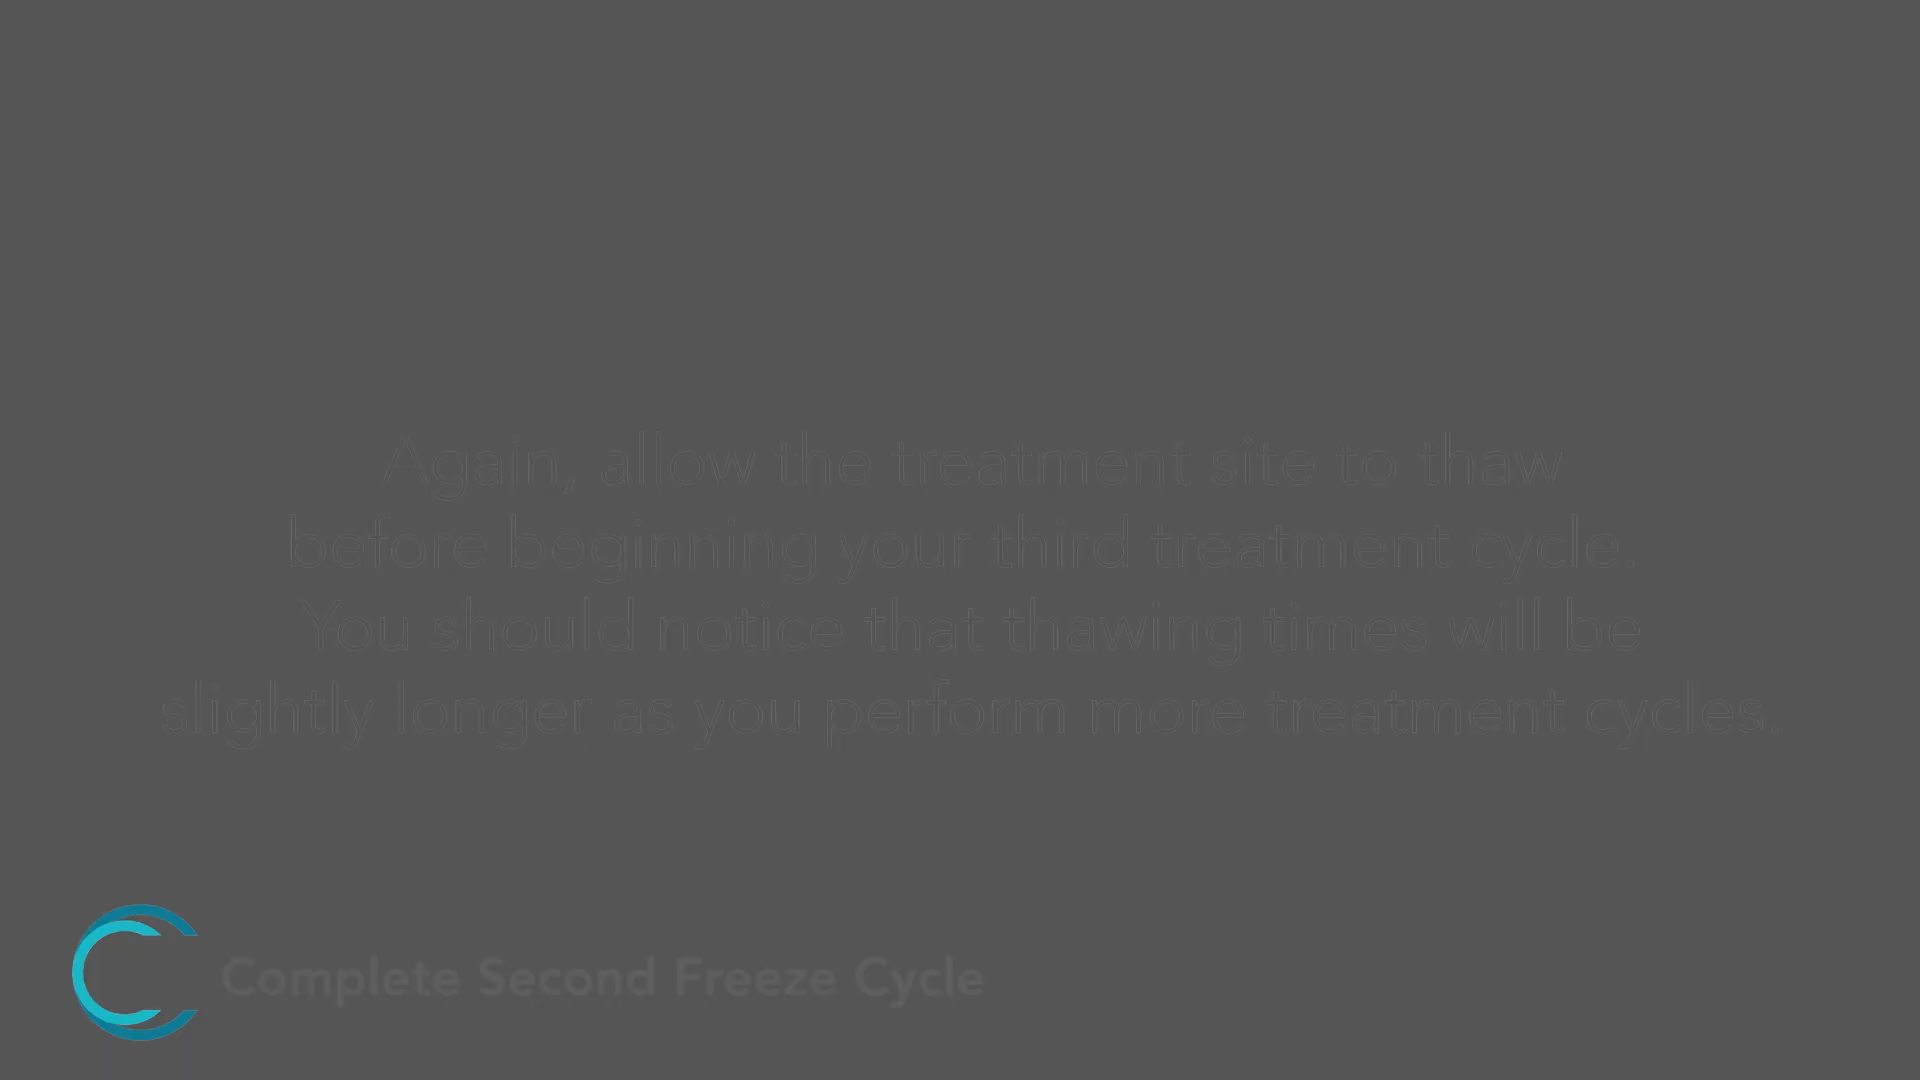 Again, allow the treatment site to thaw
before beginning your third treatment cycle.
You should notice that thawing times will be
slightly longer as you perform more treatment cycles.
Complete Second Freeze Cycle